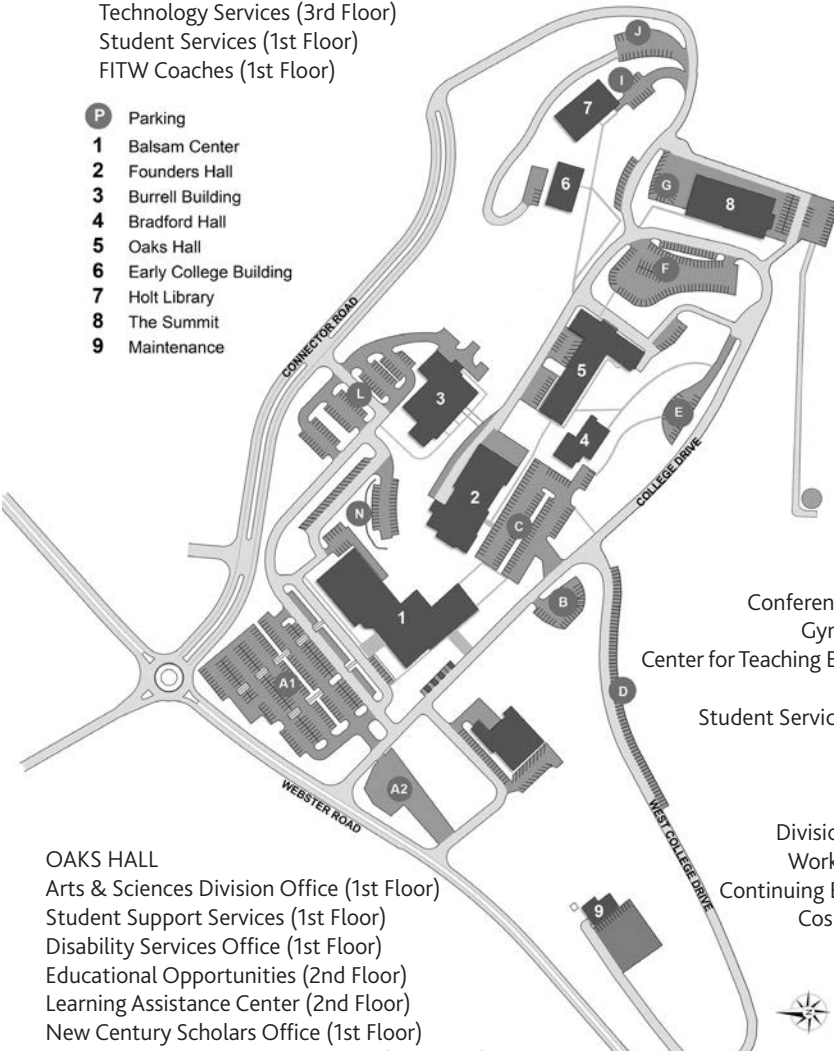 Technology Services (3rd Floor)
Student Services (1st Floor)
FITW Coaches (1st Floor)
P Parking
1 Balsam Center
2 Founders Hall
3 Burrell Building
4 Bradford Hall
5 Oaks Hall
6 Early College Building
7 Holt Library
8 The Summit
9 Maintenance
J
I
7
6
G
8
F
CONNECTOR ROAD
5
L
3
E
4
COLLEGE DRIVE
2
N
C
1
B
A1
D
A2
WEBSTER ROAD
WEST COLLEGE DRIVE
9
N
Conferen
Gyn
Center for Teaching E
Student Servic
Divisio
Work
Continuing E
Cos
OAKS HALL
Arts & Sciences Division Office (1st Floor)
Student Support Services (1st Floor)
Disability Services Office (1st Floor)
Educational Opportunities (2nd Floor)
Learning Assistance Center (2nd Floor)
New Century Scholars Office (1st Floor)